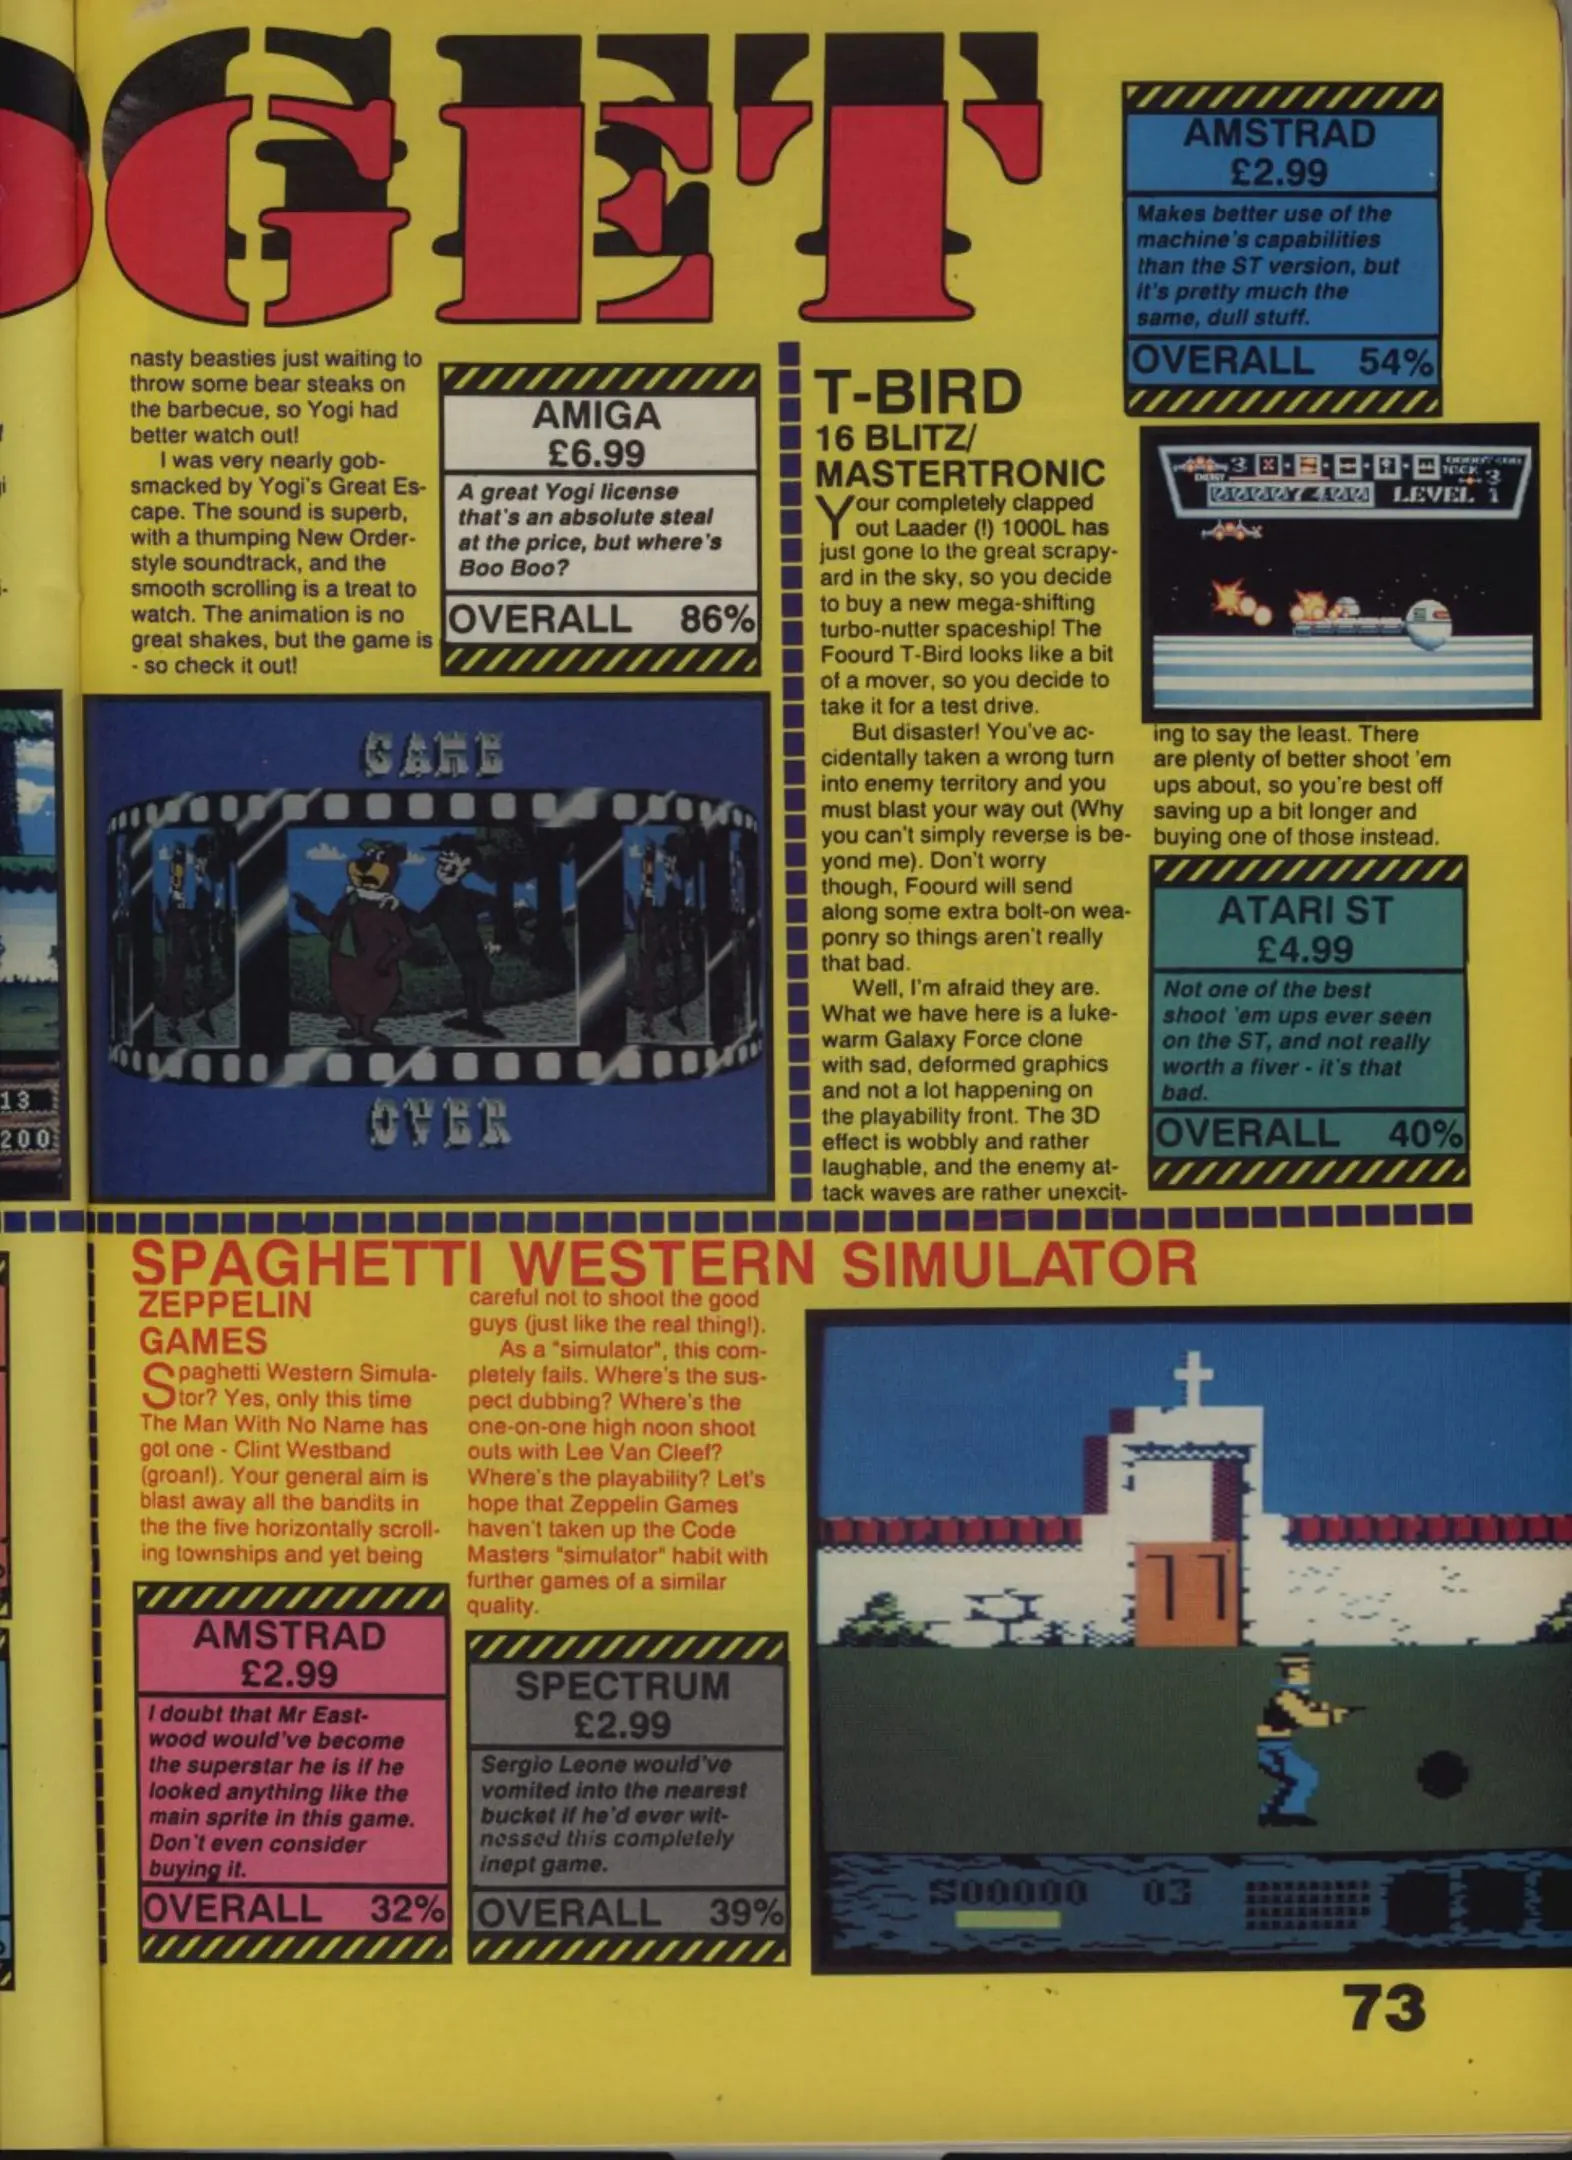 GET
nasty beasties just waiting to
throw some bear steaks on
the barbecue, so Yogi had
better watch out!
I was very nearly gob-
smacked by Yogi's Great Es-
cape. The sound is superb,
with a thumping New Order-
style soundtrack, and the
smooth scrolling is a treat to
watch. The animation is no
great shakes, but the game is
- so check it out!
AMIGA
£6.99
A great Yogi license
that's an absolute steal
at the price, but where's
Boo Boo?
OVERALL 86%
GAME
OVER
13
200
T-BIRD
16 BLITZ/
MASTERTRONIC
Your completely clapped
out Laader (!) 1000L has
just gone to the great scrapy-
ard in the sky, so you decide
to buy a new mega-shifting
turbo-nutter spaceship! The
Foourd T-Bird looks like a bit
of a mover, so you decide to
take it for a test drive.
But disaster! You've ac-
cidentally taken a wrong turn
into enemy territory and you
must blast your way out (Why
you can't simply reverse is be-
yond me). Don't worry
though, Foourd will send
along some extra bolt-on wea-
ponry so things aren't really
that bad.
Well, I'm afraid they are.
What we have here is a luke-
warm Galaxy Force clone
with sad, deformed graphics
and not a lot happening on
the playability front. The 3D
effect is wobbly and rather
laughable, and the enemy at-
tack waves are rather unexcit-
AMSTRAD
£2.99
Makes better use of the
machine's capabilities
than the ST version, but
it's pretty much the
same, dull stuff.
OVERALL 54%
3
ENERGY
3
00007400 LEVEL 1
ing to say the least. There
are plenty of better shoot 'em
ups about, so you're best off
saving up a bit longer and
buying one of those instead.
ATARI ST
£4.99
Not one of the best
shoot 'em ups ever seen
on the ST, and not really
worth a fiver - it's that
bad.
OVERALL 40%
SPAGHETTI WESTERN SIMULATOR
ZEPPELIN
GAMES
Spaghetti Western Simula-
tor? Yes, only this time
The Man With No Name has
got one - Clint Westband
(groan!). Your general aim is
blast away all the bandits in
the the five horizontally scroll-
ing townships and yet being
careful not to shoot the good
guys (just like the real thing!).
As a "simulator", this com-
pletely fails. Where's the sus-
pect dubbing? Where's the
one-on-one high noon shoot
outs with Lee Van Cleef?
Where's the playability? Let's
hope that Zeppelin Games
haven't taken up the Code
Masters "simulator" habit with
further games of a similar
quality.
AMSTRAD
£2.99
I doubt that Mr East-
wood would've become
the superstar he is if he
looked anything like the
main sprite in this game.
Don't even consider
buying it.
OVERALL 32%
SPECTRUM
£2.99
Sergio Leone would've
vomited into the nearest
bucket if he'd ever wit-
nessed this completely
inept game.
OVERALL 39%
S00000 03
73